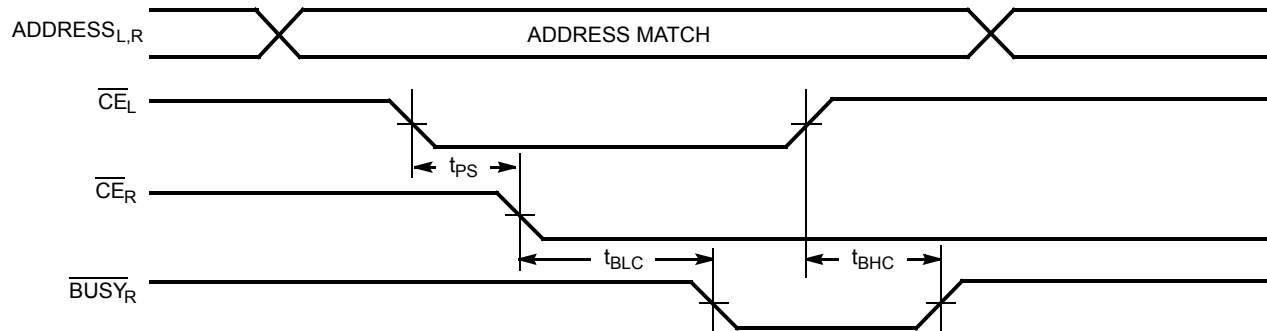 ADDRESS_L,R ADDRESS MATCH
CE_L
t_PS
CE_R
t_BLC t_BHC
BUSY_R